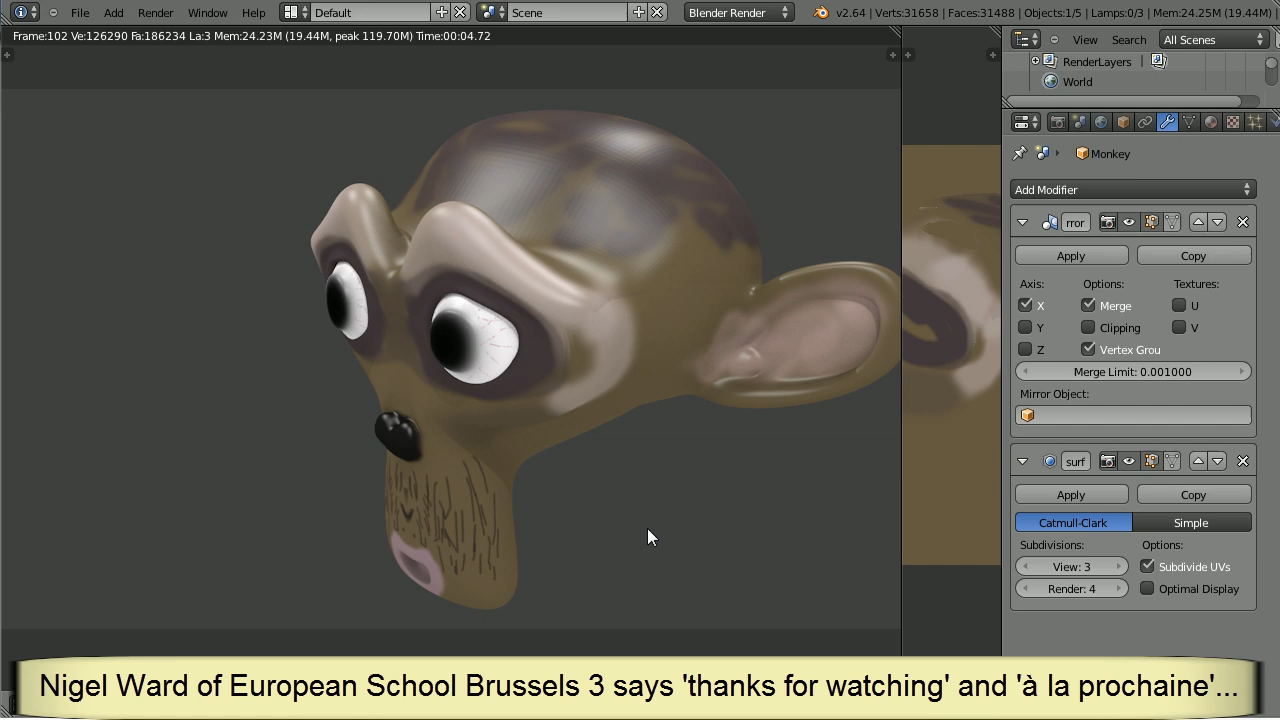 File Add Render Window Help Default Scene Blender Render v2.64 | Verts:31658 | Faces:31488 | Objects:1/5 | Lamps:0/3 | Mem:24.25M (19.44M) |
Frame:102 Ve:126290 Fa:186234 La:3 Mem:24.23M (19.44M, peak 119.70M) Time:00:04.72
View Search All Scenes
RenderLayers
World
Monkey
Add Modifier
rror
Apply Copy
Axis: Options: Textures:
X Merge U
Y Clipping V
Z Vertex Grou
Merge Limit: 0.001000
Mirror Object:
surf
Apply Copy
Catmull-Clark Simple
Subdivisions: Options:
View: 3 Subdivide UVs
Render: 4 Optimal Display
Nigel Ward of European School Brussels 3 says 'thanks for watching' and 'à la prochaine'...